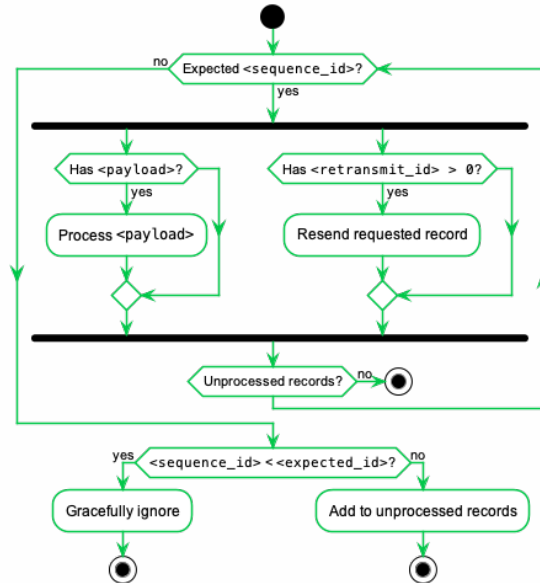 no
Expected <sequence_id>?
yes
Has <payload>?
Has <retransmit_id> > 0?
yes
yes
Process <payload>
Resend requested record
Unprocessed records?
no
yes
<sequence_id> < <expected_id>?
no
Gracefully ignore
Add to unprocessed records